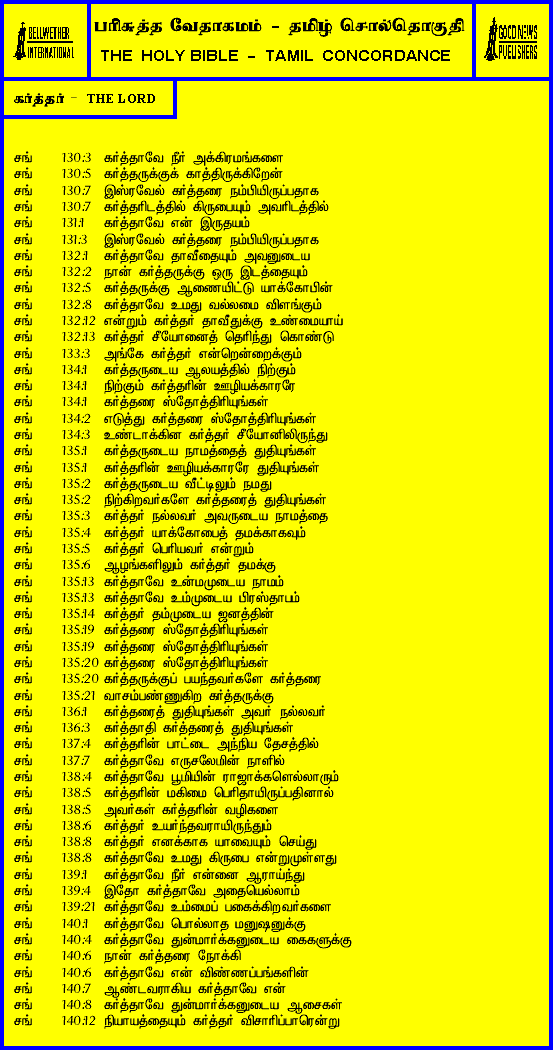 BELLWETHER
INTERNATIONAL
பரிசுத்த வேதாகமம் - தமிழ் சொல்தொகுதி
THE HOLY BIBLE - TAMIL CONCORDANCE
GOOD NEWS
PUBLISHERS
கர்த்தர் - THE LORD
சங் 130:3 கர்த்தாவே நீர் அக்கிரமங்களை
சங் 130:5 கர்த்தருக்குக் காத்திருக்கிறேன்
சங் 130:7 இஸ்ரவேல் கர்த்தரை நம்பியிருப்பதாக
சங் 130:7 கர்த்தரிடத்தில் கிருபையும் அவரிடத்தில்
சங் 131:1 கர்த்தாவே என் இருதயம்
சங் 131:3 இஸ்ரவேல் கர்த்தரை நம்பியிருப்பதாக
சங் 132:1 கர்த்தாவே தாவீதையும் அவனுடைய
சங் 132:2 நான் கர்த்தருக்கு ஒரு இடத்தையும்
சங் 132:5 கர்த்தருக்கு ஆணையிட்டு யாக்கோபின்
சங் 132:8 கர்த்தாவே உமது வல்லமை விளங்கும்
சங் 132:12 என்றும் கர்த்தர் தாவீதுக்கு உண்மையாய்
சங் 132:13 கர்த்தர் சீயோனைத் தெரிந்து கொண்டு
சங் 133:3 அங்கே கர்த்தர் என்றென்றைக்கும்
சங் 134:1 கர்த்தருடைய ஆலயத்தில் நிற்கும்
சங் 134:1 நிற்கும் கர்த்தரின் ஊழியக்காரரே
சங் 134:1 கர்த்தரை ஸ்தோத்திரியுங்கள்
சங் 134:2 எடுத்து கர்த்தரை ஸ்தோத்திரியுங்கள்
சங் 134:3 உண்டாக்கின கர்த்தர் சீயோனிலிருந்து
சங் 135:1 கர்த்தருடைய நாமத்தைத் துதியுங்கள்
சங் 135:1 கர்த்தரின் ஊழியக்காரரே துதியுங்கள்
சங் 135:2 கர்த்தருடைய வீட்டிலும் நமது
சங் 135:2 நிற்கிறவர்களே கர்த்தரைத் துதியுங்கள்
சங் 135:3 கர்த்தர் நல்லவர் அவருடைய நாமத்தை
சங் 135:4 கர்த்தர் யாக்கோபைத் தமக்காகவும்
சங் 135:5 கர்த்தர் பெரியவர் என்றும்
சங் 135:6 ஆழங்களிலும் கர்த்தர் தமக்கு
சங் 135:13 கர்த்தாவே உன்மமுடைய நாமம்
சங் 135:13 கர்த்தாவே உம்முடைய பிரஸ்தாபம்
சங் 135:14 கர்த்தர் தம்முடைய ஜனத்தின்
சங் 135:19 கர்த்தரை ஸ்தோத்திரியுங்கள்
சங் 135:19 கர்த்தரை ஸ்தோத்திரியுங்கள்
சங் 135:20 கர்த்தரை ஸ்தோத்திரியுங்கள்
சங் 135:20 கர்த்தருக்குப் பயந்தவர்களே கர்த்தரை
சங் 135:21 வாசம்பண்ணுகிற கர்த்தருக்கு
சங் 136:1 கர்த்தரைத் துதியுங்கள் அவர் நல்லவர்
சங் 136:3 கர்த்தாதி கர்த்தரைத் துதியுங்கள்
சங் 137:4 கர்த்தரின் பாட்டை அந்நிய தேசத்தில்
சங் 137:7 கர்த்தாவே எருசலேமின் நாளில்
சங் 138:4 கர்த்தாவே பூமியின் ராஜாக்களெல்லாரும்
சங் 138:5 கர்த்தரின் மகிமை பெரிதாயிருப்பதினால்
சங் 138:5 அவர்கள் கர்த்தரின் வழிகளை
சங் 138:6 கர்த்தர் உயர்ந்தவராயிருந்தும்
சங் 138:8 கர்த்தர் எனக்காக யாவையும் செய்து
சங் 138:8 கர்த்தாவே உமது கிருபை என்றுமுள்ளது
சங் 139:1 கர்த்தாவே நீர் என்னை ஆராய்ந்து
சங் 139:4 இதோ கர்த்தாவே அதையெல்லாம்
சங் 139:21 கர்த்தாவே உம்மைப் பகைக்கிறவர்களை
சங் 140:1 கர்த்தாவே பொல்லாத மனுஷனுக்கு
சங் 140:4 கர்த்தாவே துன்மார்க்கனுடைய கைகளுக்கு
சங் 140:6 நான் கர்த்தரை நோக்கி
சங் 140:6 கர்த்தாவே என் விண்ணப்பங்களின்
சங் 140:7 ஆண்டவராகிய கர்த்தாவே என்
சங் 140:8 கர்த்தாவே துன்மார்க்கனுடைய ஆசைகள்
சங் 140:12 நியாயத்தையும் கர்த்தர் விசாரிப்பாரென்று